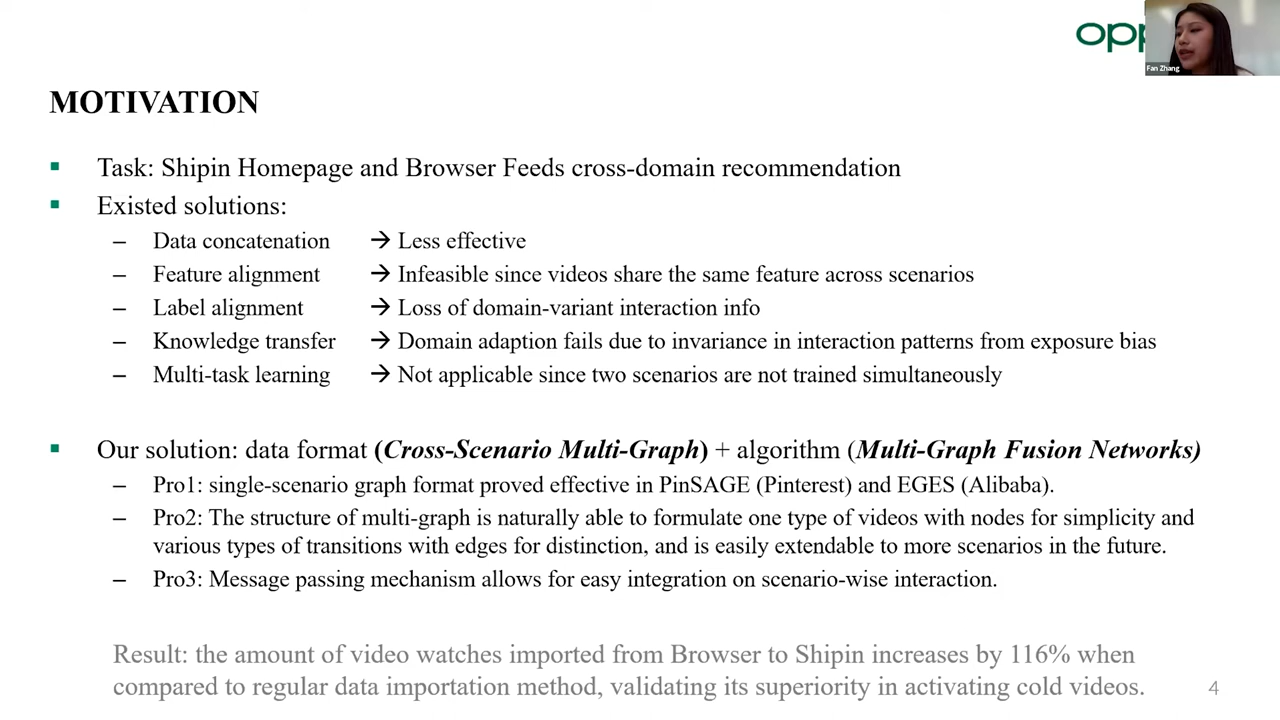 opp
Fan Zhang
MOTIVATION
Task: Shipin Homepage and Browser Feeds cross-domain recommendation
Existed solutions:
– Data concatenation → Less effective
– Feature alignment → Infeasible since videos share the same feature across scenarios
– Label alignment → Loss of domain-variant interaction info
– Knowledge transfer → Domain adaption fails due to invariance in interaction patterns from exposure bias
– Multi-task learning → Not applicable since two scenarios are not trained simultaneously
Our solution: data format (Cross-Scenario Multi-Graph) + algorithm (Multi-Graph Fusion Networks)
– Pro1: single-scenario graph format proved effective in PinSAGE (Pinterest) and EGES (Alibaba).
– Pro2: The structure of multi-graph is naturally able to formulate one type of videos with nodes for simplicity and
various types of transitions with edges for distinction, and is easily extendable to more scenarios in the future.
– Pro3: Message passing mechanism allows for easy integration on scenario-wise interaction.
Result: the amount of video watches imported from Browser to Shipin increases by 116% when
compared to regular data importation method, validating its superiority in activating cold videos.
4